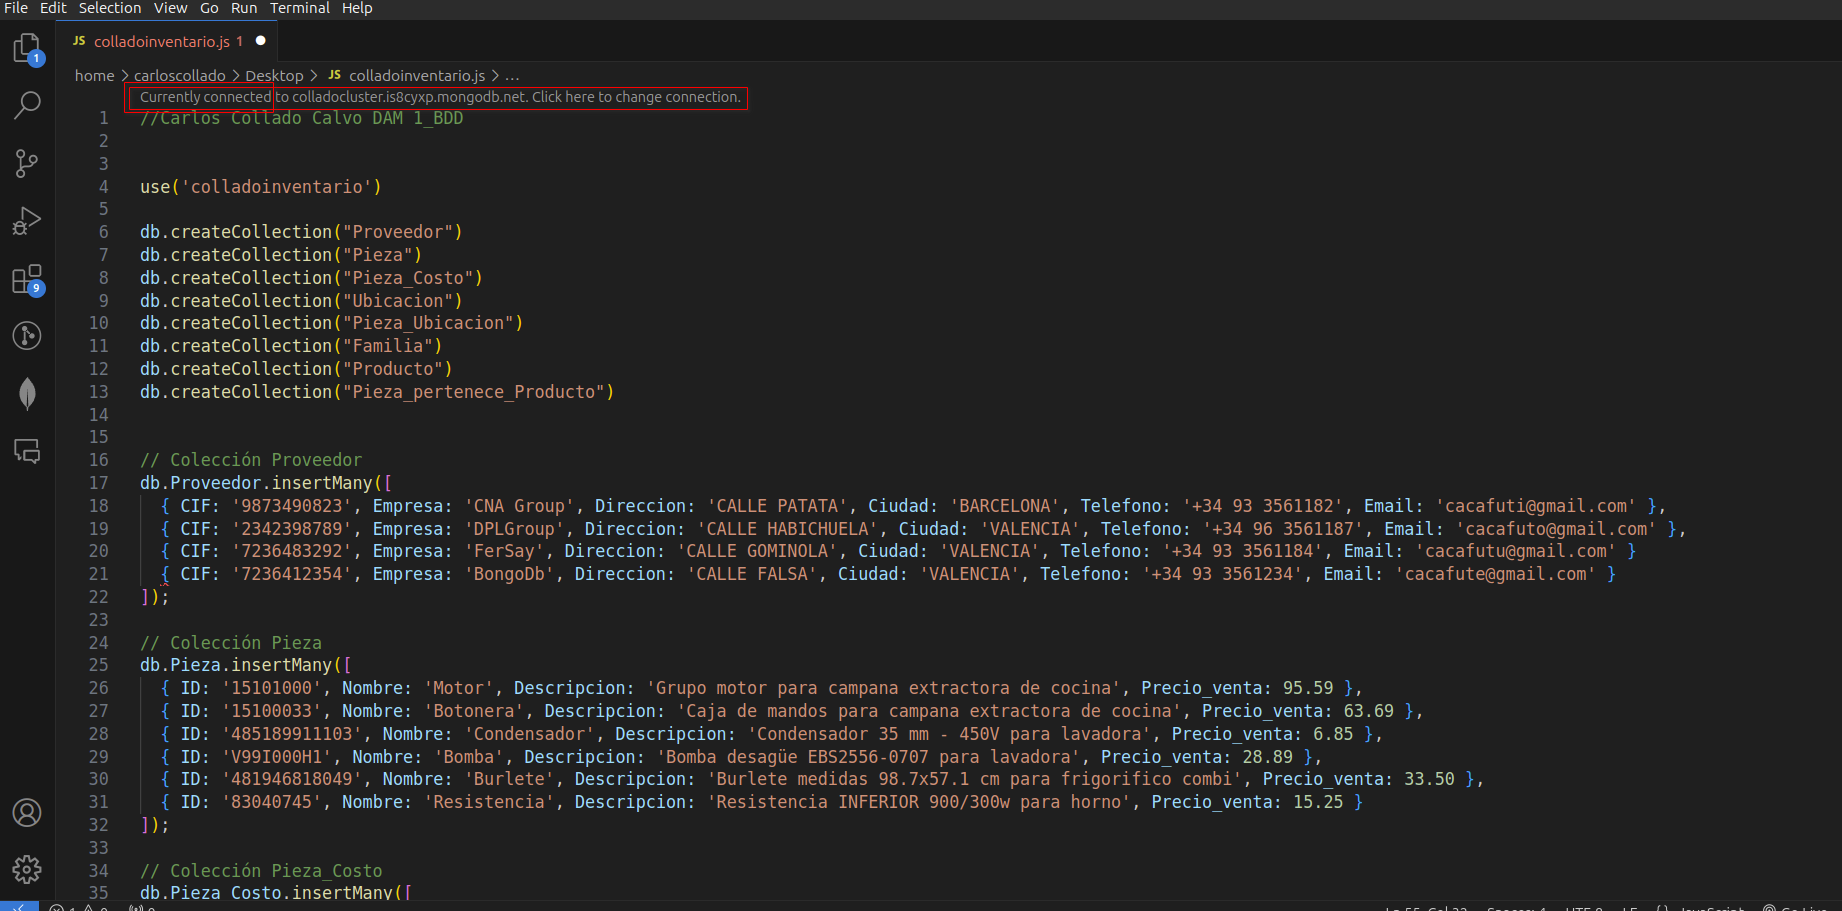 File Edit Selection View Go Run Terminal Help
JS colladoinventario.js 1
1
home > carloscollado > Desktop > JS colladoinventario.js > ...
Currently connected to colladocluster.is8cyxp.mongodb.net. Click here to change connection.
1 //Carlos Collado Calvo DAM 1_BDD
2
3
4 use('colladoinventario')
5
6 db.createCollection("Proveedor")
7 db.createCollection("Pieza")
8 db.createCollection("Pieza_Costo")
9 db.createCollection("Ubicacion")
9
10 db.createCollection("Pieza_Ubicacion")
11 db.createCollection("Familia")
12 db.createCollection("Producto")
13 db.createCollection("Pieza_pertenece_Producto")
14
15
16 // Colección Proveedor
17 db.Proveedor.insertMany([
18 { CIF: '9873490823', Empresa: 'CNA Group', Direccion: 'CALLE PATATA', Ciudad: 'BARCELONA', Telefono: '+34 93 3561182', Email: 'cacafuti@gmail.com' },
19 { CIF: '2342398789', Empresa: 'DPLGroup', Direccion: 'CALLE HABICHUELA', Ciudad: 'VALENCIA', Telefono: '+34 96 3561187', Email: 'cacafuto@gmail.com' },
20 { CIF: '7236483292', Empresa: 'FerSay', Direccion: 'CALLE GOMINOLA', Ciudad: 'VALENCIA', Telefono: '+34 93 3561184', Email: 'cacafutu@gmail.com' }
21 { CIF: '7236412354', Empresa: 'BongoDb', Direccion: 'CALLE FALSA', Ciudad: 'VALENCIA', Telefono: '+34 93 3561234', Email: 'cacafute@gmail.com' }
22 ]);
23
24 // Colección Pieza
25 db.Pieza.insertMany([
26 { ID: '15101000', Nombre: 'Motor', Descripcion: 'Grupo motor para campana extractora de cocina', Precio_venta: 95.59 },
27 { ID: '15100033', Nombre: 'Botonera', Descripcion: 'Caja de mandos para campana extractora de cocina', Precio_venta: 63.69 },
28 { ID: '485189911103', Nombre: 'Condensador', Descripcion: 'Condensador 35 mm - 450V para lavadora', Precio_venta: 6.85 },
29 { ID: 'V99I000H1', Nombre: 'Bomba', Descripcion: 'Bomba desagüe EBS2556-0707 para lavadora', Precio_venta: 28.89 },
30 { ID: '481946818049', Nombre: 'Burlete', Descripcion: 'Burlete medidas 98.7x57.1 cm para frigorifico combi', Precio_venta: 33.50 },
31 { ID: '83040745', Nombre: 'Resistencia', Descripcion: 'Resistencia INFERIOR 900/300w para horno', Precio_venta: 15.25 }
32 ]);
33
34 // Colección Pieza_Costo
35 db.Pieza_Costo.insertMany([